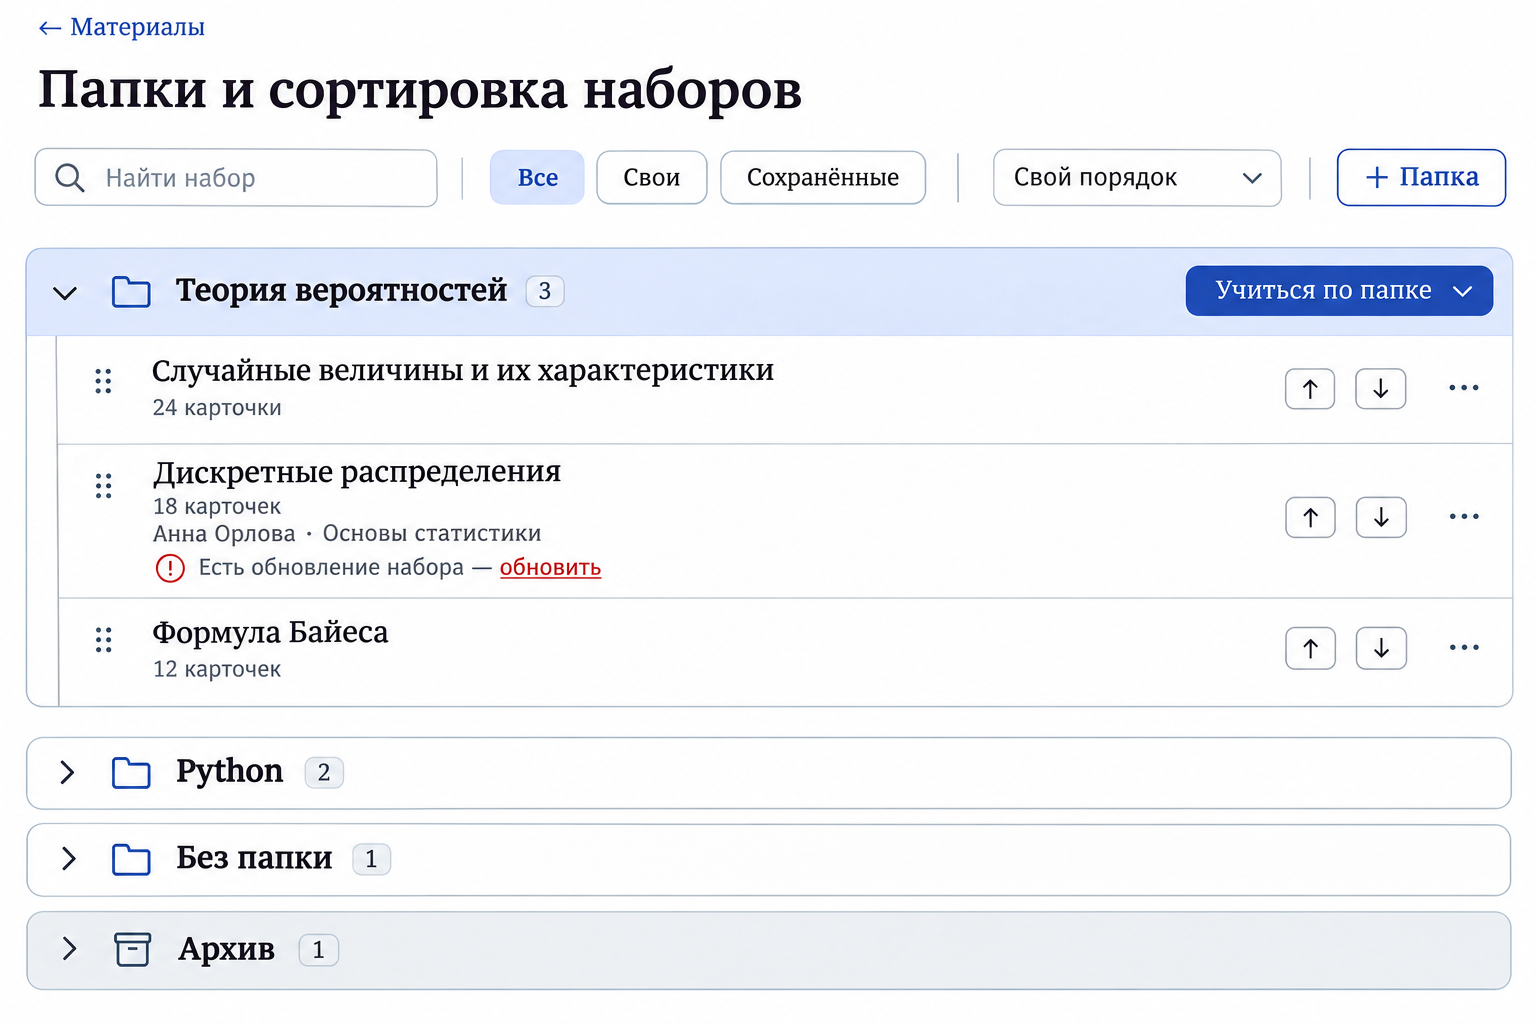 ← Материалы
Папки и сортировка наборов
Найти набор
Все
Свои
Сохранённые
Свой порядок
+ Папка
Теория вероятностей 3
Учиться по папке
Случайные величины и их характеристики
24 карточки
Дискретные распределения
18 карточек
Анна Орлова · Основы статистики
Есть обновление набора — обновить
Формула Байеса
12 карточек
Python 2
Без папки 1
Архив 1